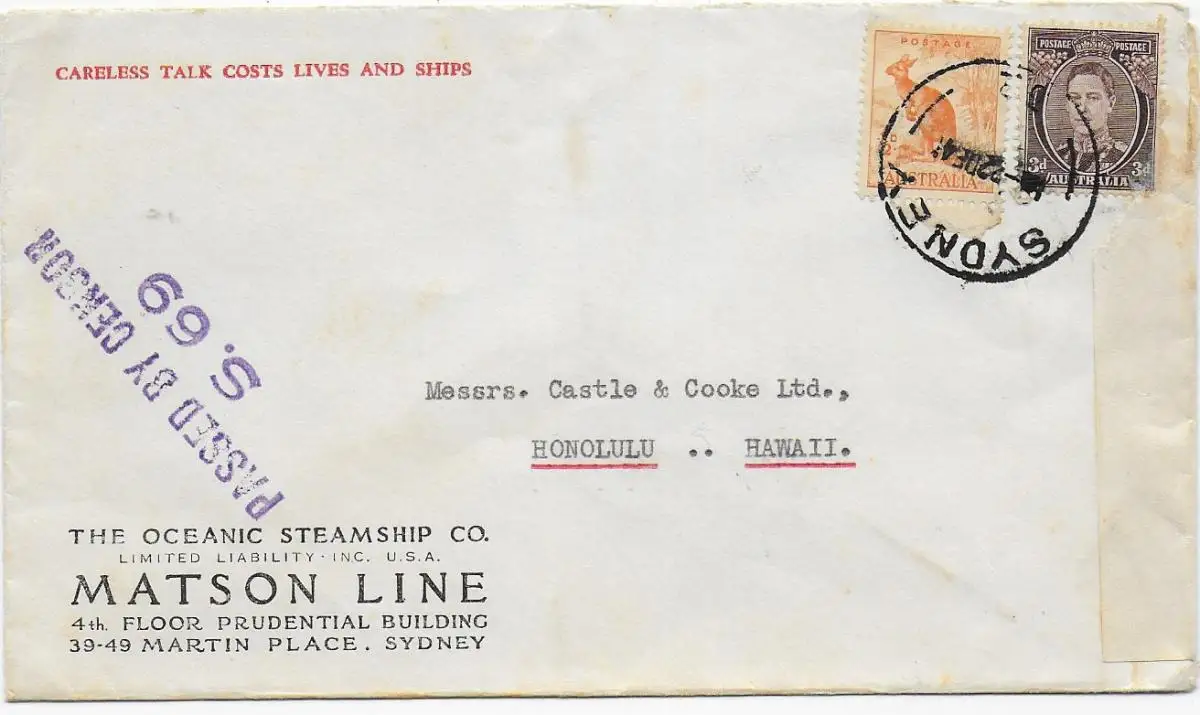 CARELESS TALK COSTS LIVES AND SHIPS
POSTAGE
AUSTRALIA
POSTAGE POSTAGE
3d AUSTRALIA 3d
SYDNEY
PASSED BY CENSOR
S.69
Messrs. Castle & Cooke Ltd.,
HONOLULU .. HAWAII.
THE OCEANIC STEAMSHIP CO.
LIMITED LIABILITY · INC. U.S.A.
MATSON LINE
4th. FLOOR PRUDENTIAL BUILDING
39-49 MARTIN PLACE. SYDNEY